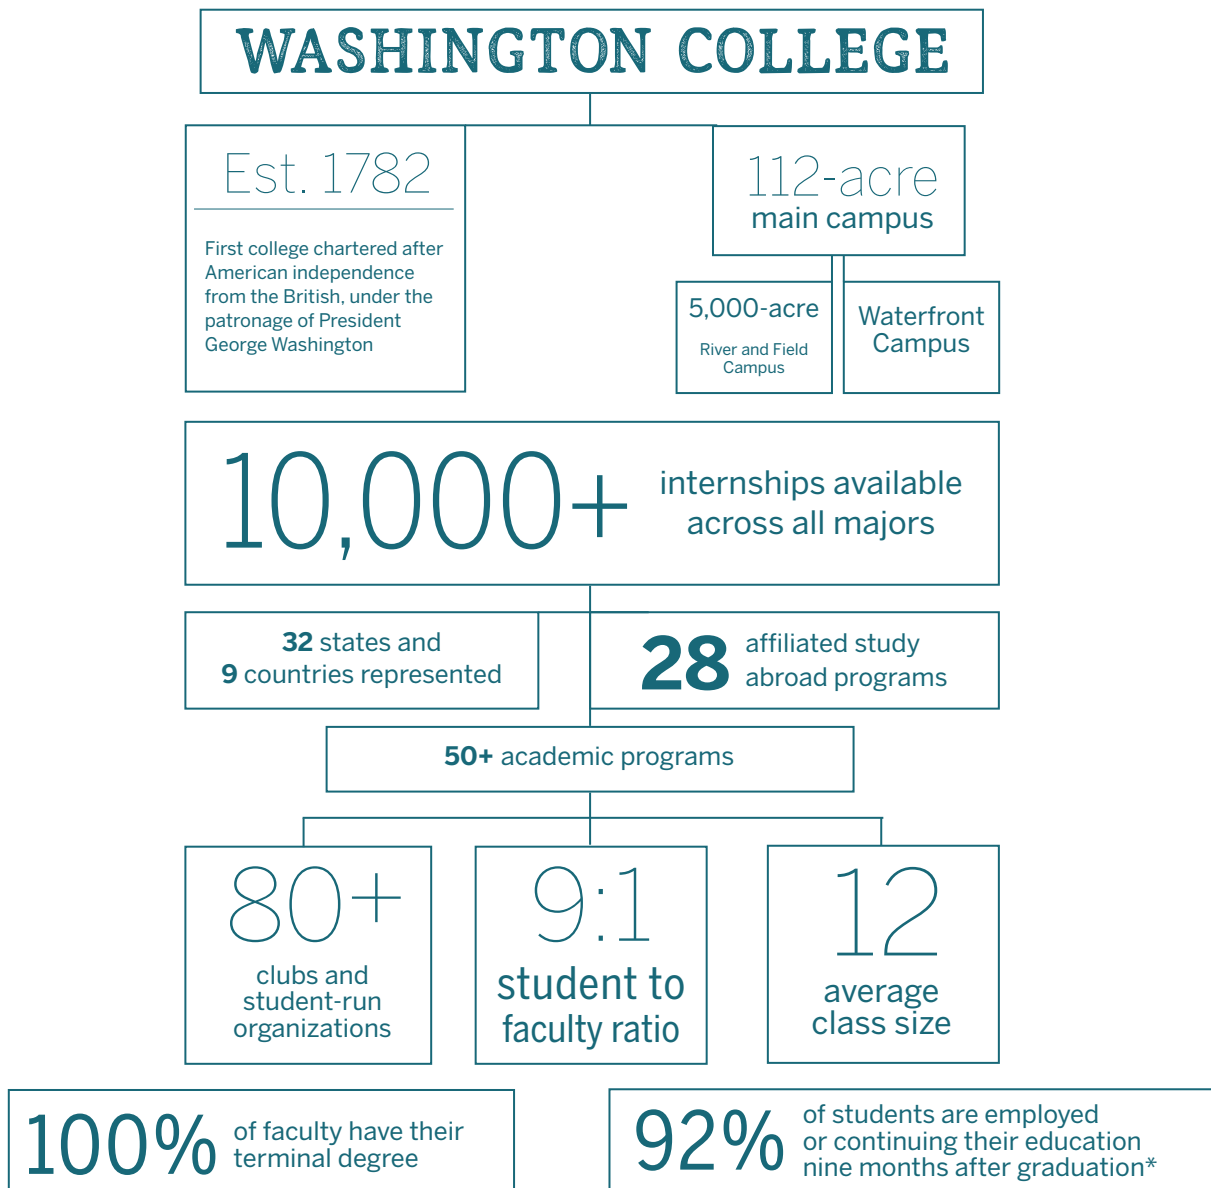 WASHINGTON COLLEGE
Est. 1782
First college chartered after
American independence
from the British, under the
patronage of President
George Washington
112-acre
main campus
5,000-acre
River and Field
Campus
Waterfront
Campus
10,000+
internships available
across all majors
32 states and
9 countries represented
28
affiliated study
abroad programs
50+ academic programs
80+
clubs and
student-run
organizations
9:1
student to
faculty ratio
12
average
class size
100%
of faculty have their
terminal degree
92%
of students are employed
or continuing their education
nine months after graduation*